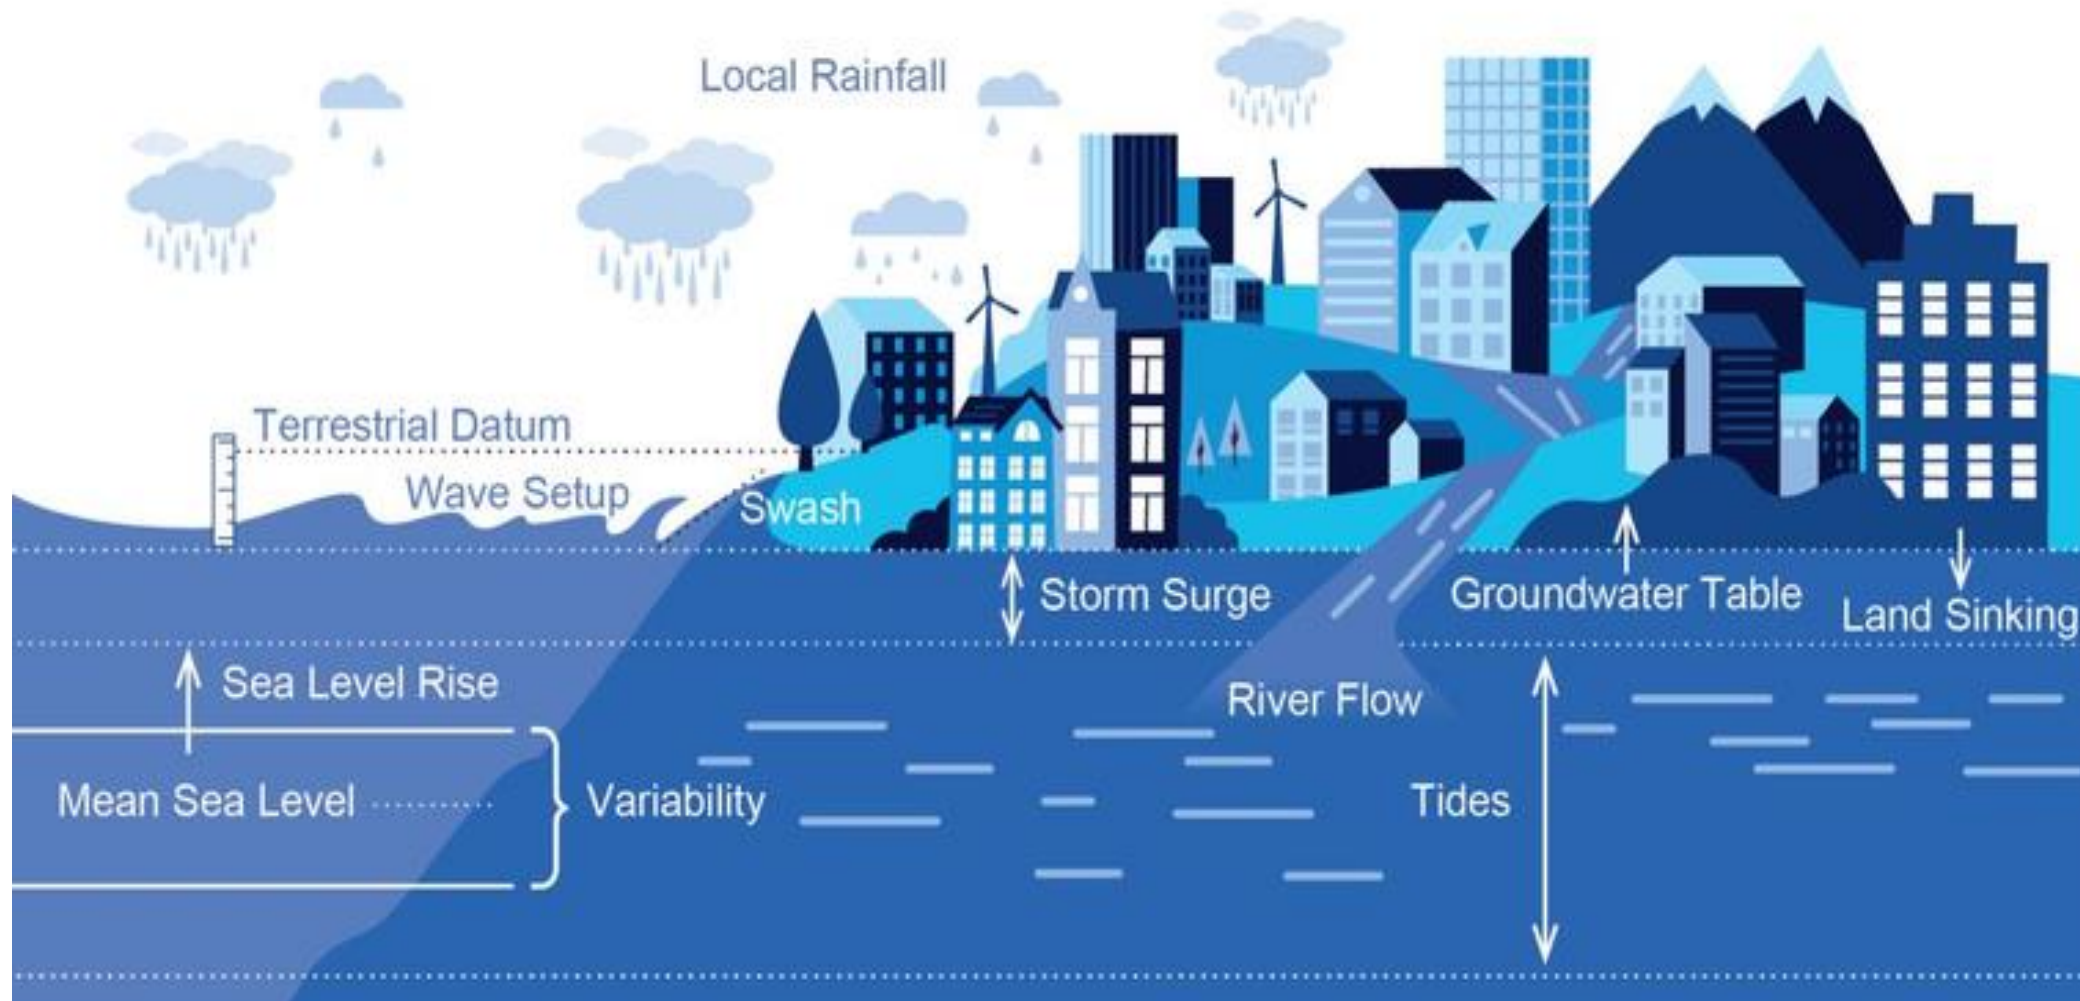 Local Rainfall
Terrestrial Datum
Wave Setup
Swash
Storm Surge
Groundwater Table
Land Sinking
Sea Level Rise
River Flow
Mean Sea Level
Variability
Tides